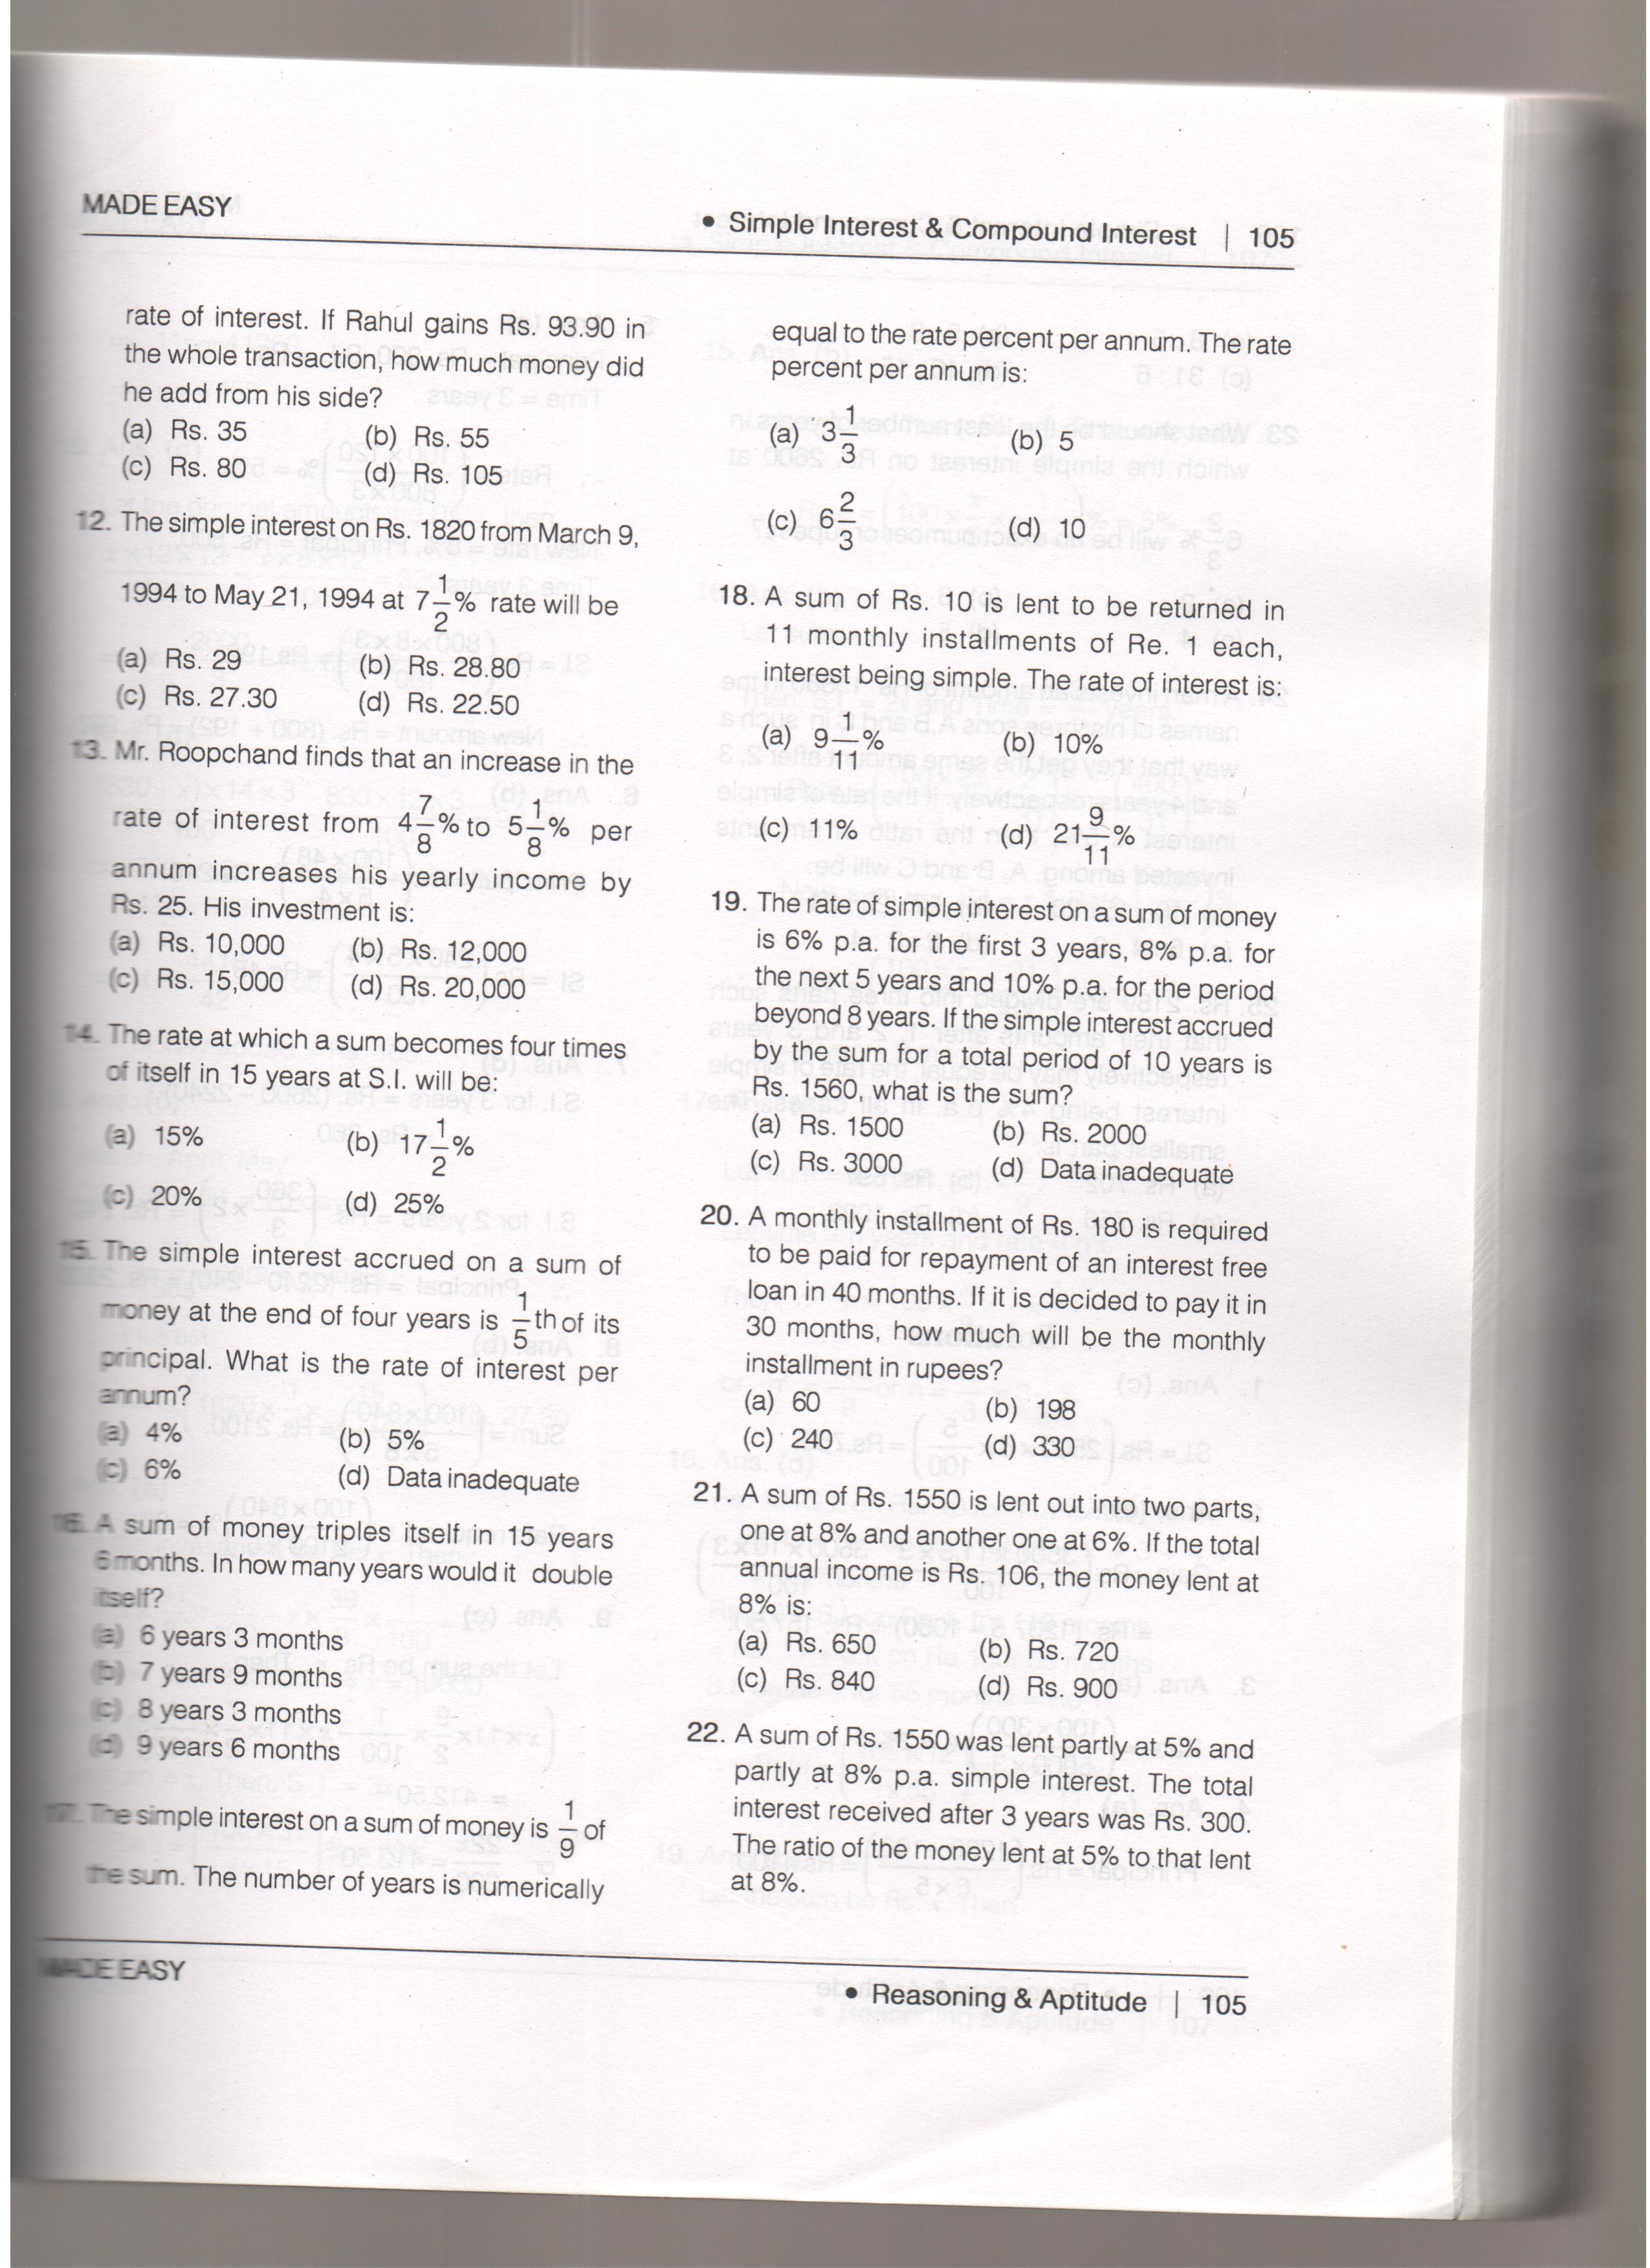 MADE EASY
• Simple Interest & Compound Interest | 105
rate of interest. If Rahul gains Rs. 93.90 in
the whole transaction, how much money did
he add from his side?
(a) Rs. 35 (b) Rs. 55
(c) Rs. 80 (d) Rs. 105
12. The simple interest on Rs. 1820 from March 9,
1994 to May 21, 1994 at 7 1/2% rate will be
(a) Rs. 29 (b) Rs. 28.80
(c) Rs. 27.30 (d) Rs. 22.50
13. Mr. Roopchand finds that an increase in the
rate of interest from 4 7/8% to 5 1/8% per
annum increases his yearly income by
Rs. 25. His investment is:
(a) Rs. 10,000 (b) Rs. 12,000
(c) Rs. 15,000 (d) Rs. 20,000
14. The rate at which a sum becomes four times
of itself in 15 years at S.I. will be:
(a) 15% (b) 17 1/2%
(c) 20% (d) 25%
15. The simple interest accrued on a sum of
money at the end of four years is 1/5 th of its
principal. What is the rate of interest per
annum?
(a) 4% (b) 5%
(c) 6% (d) Data inadequate
16. A sum of money triples itself in 15 years
6 months. In how many years would it double
itself?
(a) 6 years 3 months
(b) 7 years 9 months
(c) 8 years 3 months
(d) 9 years 6 months
17. The simple interest on a sum of money is 1/9 of
the sum. The number of years is numerically
equal to the rate percent per annum. The rate
percent per annum is:
(a) 3 1/3 (b) 5
(c) 6 2/3 (d) 10
18. A sum of Rs. 10 is lent to be returned in
11 monthly installments of Re. 1 each,
interest being simple. The rate of interest is:
(a) 9 1/11% (b) 10%
(c) 11% (d) 21 9/11%
19. The rate of simple interest on a sum of money
is 6% p.a. for the first 3 years, 8% p.a. for
the next 5 years and 10% p.a. for the period
beyond 8 years. If the simple interest accrued
by the sum for a total period of 10 years is
Rs. 1560, what is the sum?
(a) Rs. 1500 (b) Rs. 2000
(c) Rs. 3000 (d) Data inadequate
20. A monthly installment of Rs. 180 is required
to be paid for repayment of an interest free
loan in 40 months. If it is decided to pay it in
30 months, how much will be the monthly
installment in rupees?
(a) 60 (b) 198
(c) 240 (d) 330
21. A sum of Rs. 1550 is lent out into two parts,
one at 8% and another one at 6%. If the total
annual income is Rs. 106, the money lent at
8% is:
(a) Rs. 650 (b) Rs. 720
(c) Rs. 840 (d) Rs. 900
22. A sum of Rs. 1550 was lent partly at 5% and
partly at 8% p.a. simple interest. The total
interest received after 3 years was Rs. 300.
The ratio of the money lent at 5% to that lent
at 8%.
MADE EASY
• Reasoning & Aptitude | 105